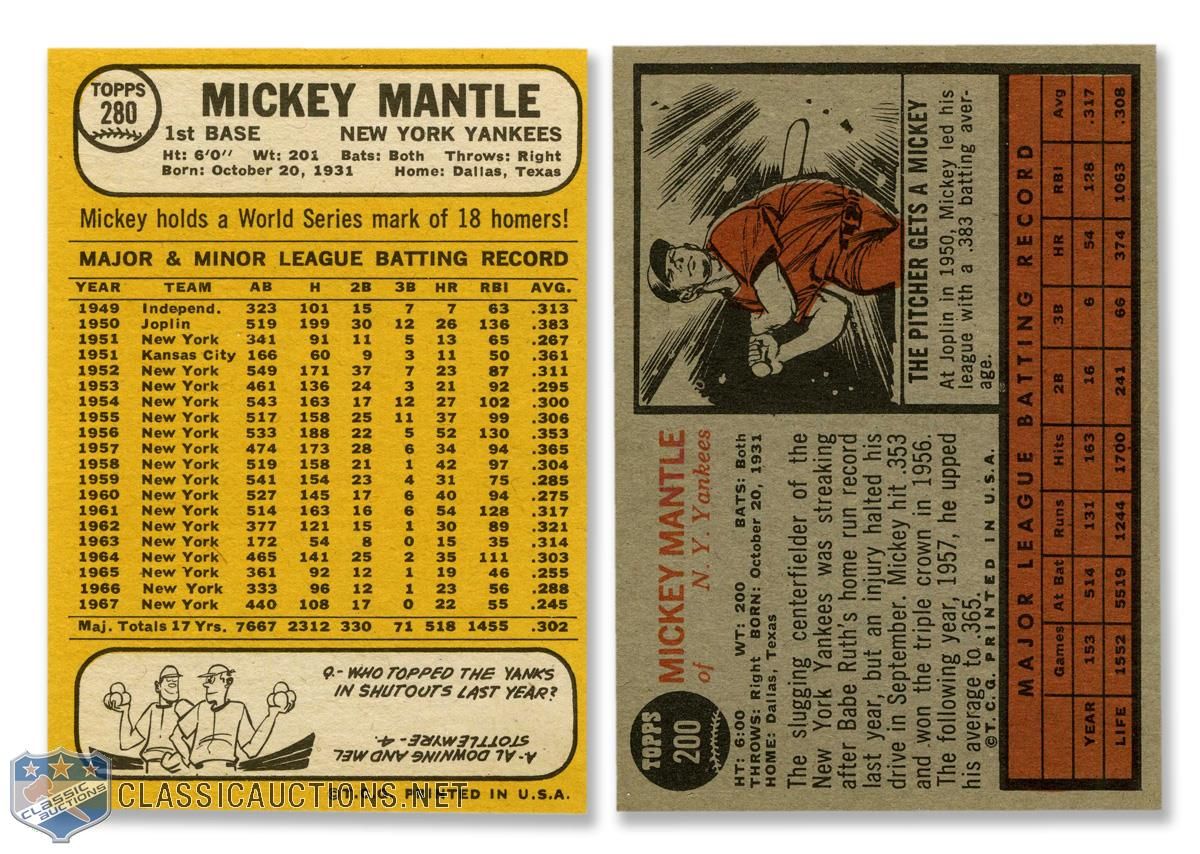 TOPPS
280
MICKEY MANTLE
1st BASE NEW YORK YANKEES
Ht: 6'0" Wt: 201 Bats: Both Throws: Right
Born: October 20, 1931 Home: Dallas, Texas
Mickey holds a World Series mark of 18 homers!
MAJOR & MINOR LEAGUE BATTING RECORD
YEAR TEAM AB H 2B 3B HR RBI AVG.
1949 Independ. 323 101 15 7 7 63 .313
1950 Joplin 519 199 30 12 26 136 .383
1951 New York 341 91 11 5 13 65 .267
1951 Kansas City 166 60 9 3 11 50 .361
1952 New York 549 171 37 7 23 87 .311
1953 New York 461 136 24 3 21 92 .295
1954 New York 543 163 17 12 27 102 .300
1955 New York 517 158 25 11 37 99 .306
1956 New York 533 188 22 5 52 130 .353
1957 New York 474 173 28 6 34 94 .365
1958 New York 519 158 21 1 42 97 .304
1959 New York 541 154 23 4 31 75 .285
1960 New York 527 145 17 6 40 94 .275
1961 New York 514 163 16 6 54 128 .317
1962 New York 377 121 15 1 30 89 .321
1963 New York 172 54 8 0 15 35 .314
1964 New York 465 141 25 2 35 111 .303
1965 New York 361 92 12 1 19 46 .255
1966 New York 333 96 12 1 23 56 .288
1967 New York 440 108 17 0 22 55 .245
Maj. Totals 17 Yrs. 7667 2312 330 71 518 1455 .302
Q.- WHO TOPPED THE YANKS
IN SHUTOUTS LAST YEAR?
A.- AL DOWNING AND MEL
STOTTLEMYRE - 4.
PRINTED IN U.S.A.
CLASSIC
AUCTIONS
CLASSICAUCTIONS.NET
TOPPS
200
MICKEY MANTLE
of N. Y. Yankees
HT: 6:00 WT: 200 BATS: Both
THROWS: Right BORN: October 20, 1931
HOME: Dallas, Texas
The slugging centerfielder of the
New York Yankees was streaking
after Babe Ruth's home run record
last year, but an injury halted his
drive in September. Mickey hit .353
and won the triple crown in 1956.
The following year, 1957, he upped
his average to .365.
© T. C. G. PRINTED IN U.S.A.
THE PITCHER GETS A MICKEY
At Joplin in 1950, Mickey led his
league with a .383 batting aver-
age.
MAJOR LEAGUE BATTING RECORD
Games At Bat Runs Hits 2B 3B HR RBI Avg
YEAR 153 514 131 163 16 6 54 128 .317
LIFE 1552 5519 1244 1700 241 66 374 1063 .308